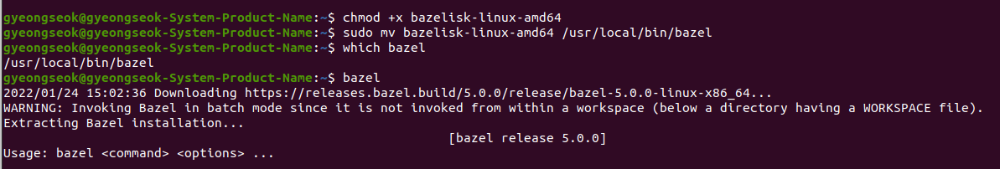 gyeongseok@gyeongseok-System-Product-Name:~$ chmod +x bazelisk-linux-amd64
gyeongseok@gyeongseok-System-Product-Name:~$ sudo mv bazelisk-linux-amd64 /usr/local/bin/bazel
gyeongseok@gyeongseok-System-Product-Name:~$ which bazel
/usr/local/bin/bazel
gyeongseok@gyeongseok-System-Product-Name:~$ bazel
2022/01/24 15:02:36 Downloading https://releases.bazel.build/5.0.0/release/bazel-5.0.0-linux-x86_64...
WARNING: Invoking Bazel in batch mode since it is not invoked from within a workspace (below a directory having a WORKSPACE file).
Extracting Bazel installation...
[bazel release 5.0.0]
Usage: bazel <command> <options> ...